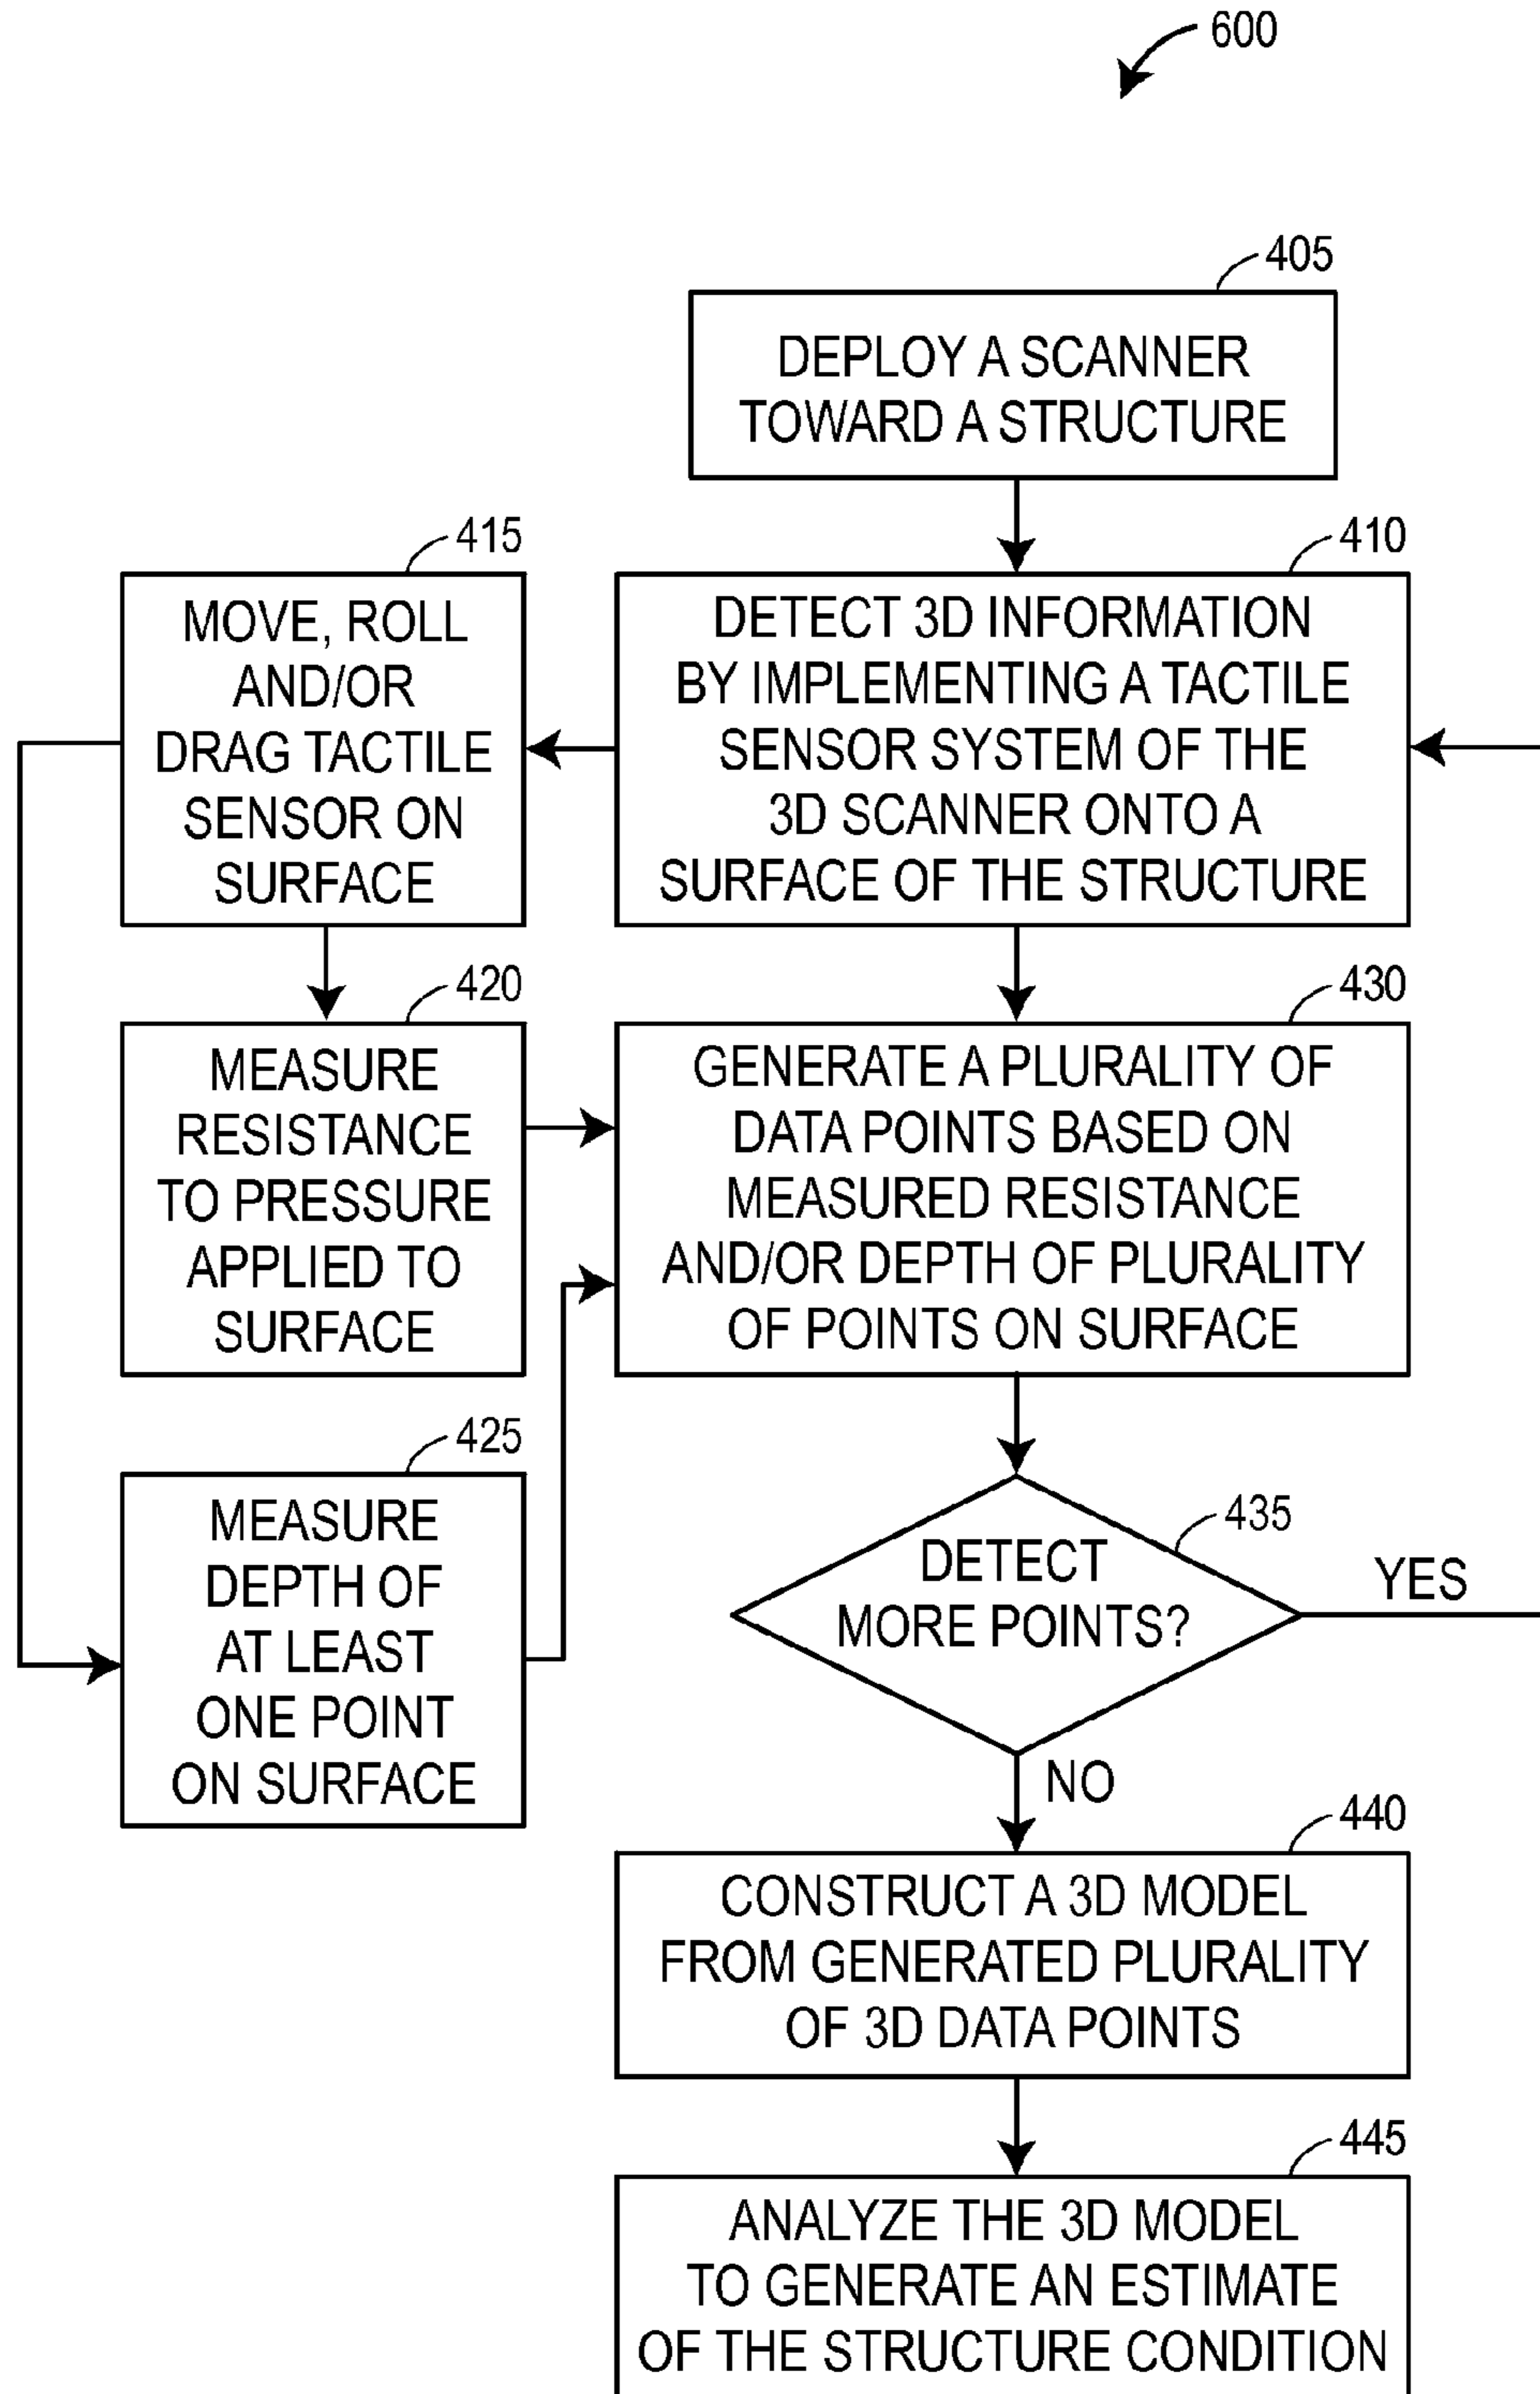 600
405
DEPLOY A SCANNER
TOWARD A STRUCTURE
415
MOVE, ROLL
AND/OR
DRAG TACTILE
SENSOR ON
SURFACE
410
DETECT 3D INFORMATION
BY IMPLEMENTING A TACTILE
SENSOR SYSTEM OF THE
3D SCANNER ONTO A
SURFACE OF THE STRUCTURE
420
MEASURE
RESISTANCE
TO PRESSURE
APPLIED TO
SURFACE
430
GENERATE A PLURALITY OF
DATA POINTS BASED ON
MEASURED RESISTANCE
AND/OR DEPTH OF PLURALITY
OF POINTS ON SURFACE
425
MEASURE
DEPTH OF
AT LEAST
ONE POINT
ON SURFACE
435
DETECT
MORE POINTS?
YES
NO
440
CONSTRUCT A 3D MODEL
FROM GENERATED PLURALITY
OF 3D DATA POINTS
445
ANALYZE THE 3D MODEL
TO GENERATE AN ESTIMATE
OF THE STRUCTURE CONDITION